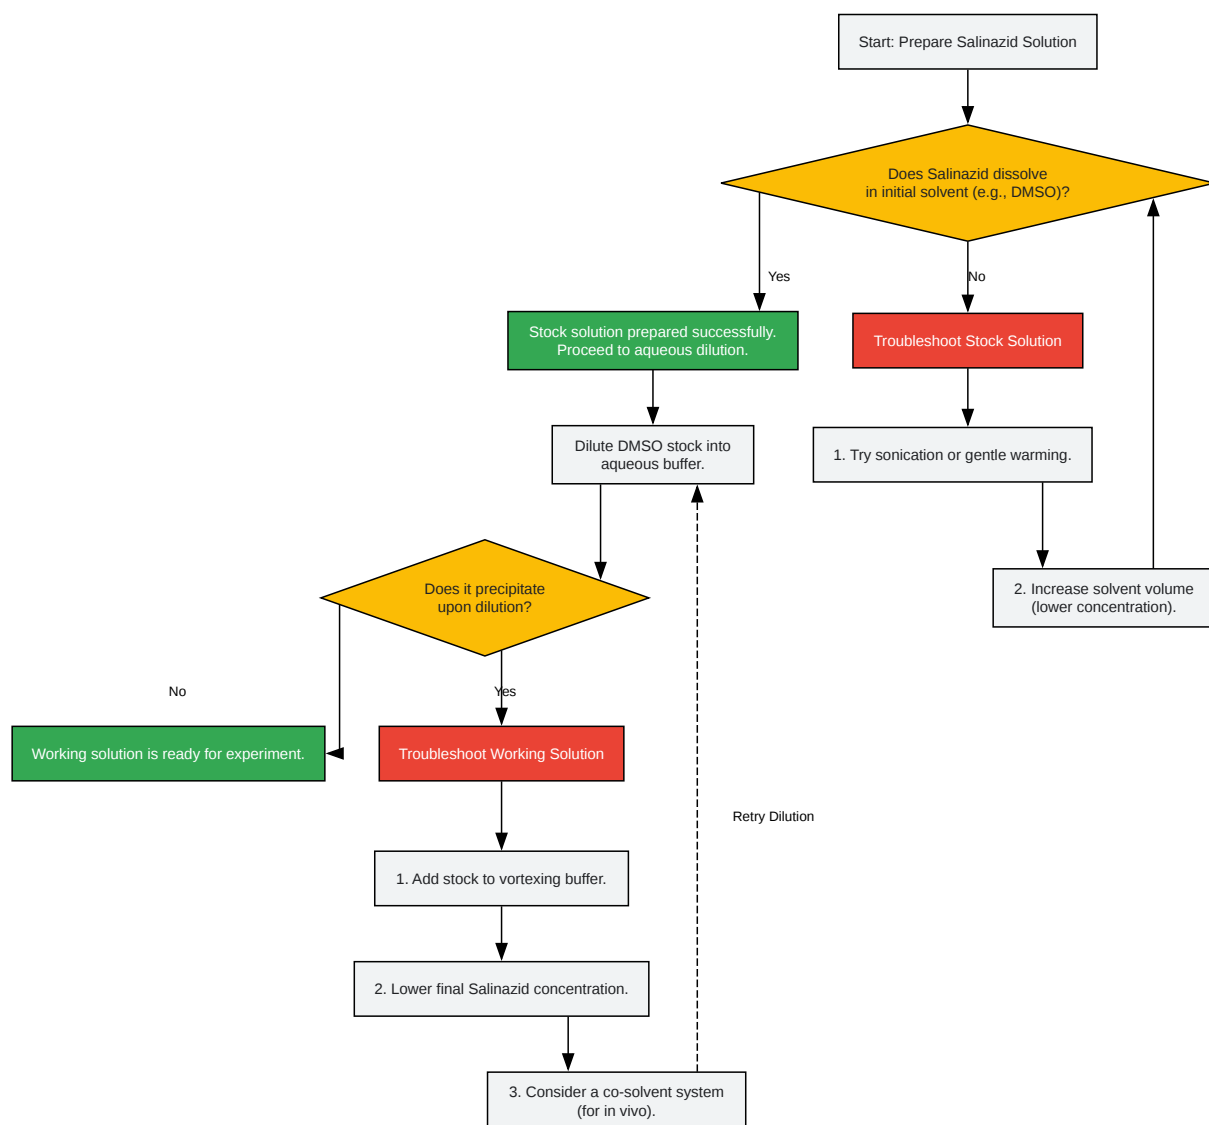 Start: Prepare Salinazid Solution
Does Salinazid dissolve
in initial solvent (e.g., DMSO)?
Yes
No
Stock solution prepared successfully.
Proceed to aqueous dilution.
Troubleshoot Stock Solution
Dilute DMSO stock into
aqueous buffer.
1. Try sonication or gentle warming.
Does it precipitate
upon dilution?
2. Increase solvent volume
(lower concentration).
No
Yes
Working solution is ready for experiment.
Troubleshoot Working Solution
Retry Dilution
1. Add stock to vortexing buffer.
2. Lower final Salinazid concentration.
3. Consider a co-solvent system
(for in vivo).